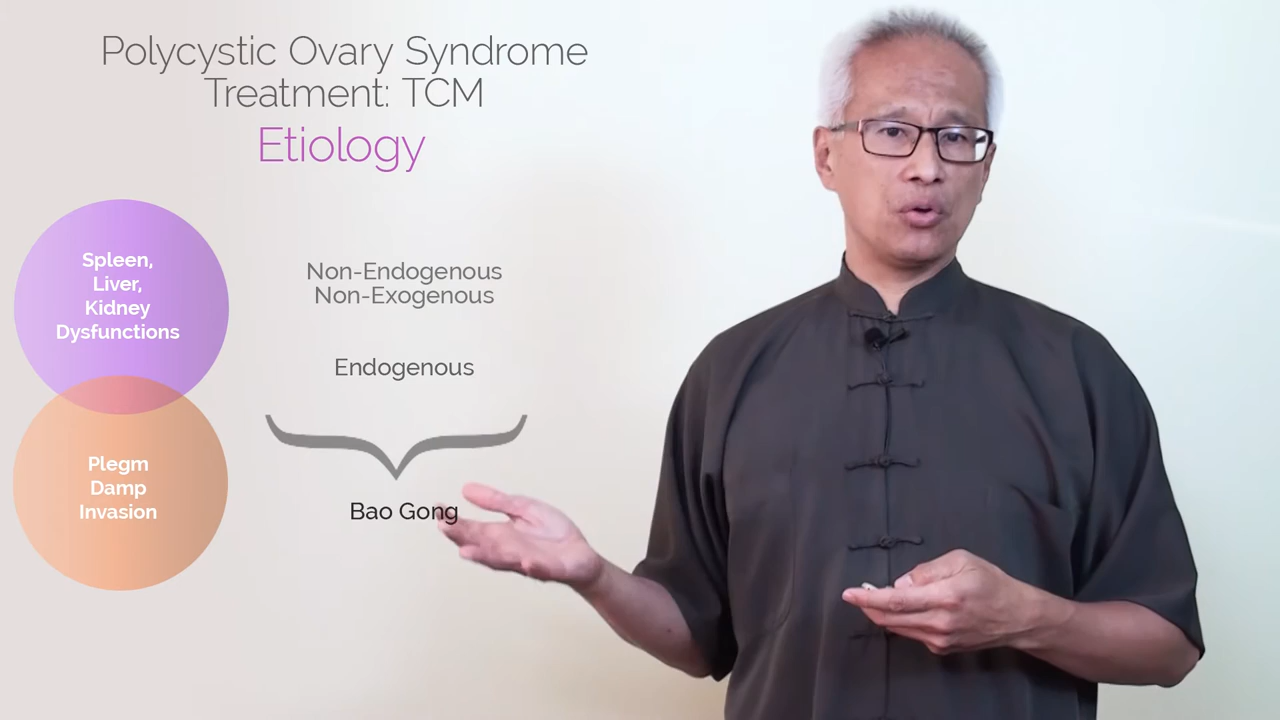 Polycystic Ovary Syndrome
Treatment: TCM
Etiology
Spleen,
Liver,
Kidney
Dysfunctions
Non-Endogenous
Non-Exogenous
Endogenous
Plegm
Damp
Invasion
Bao Gong